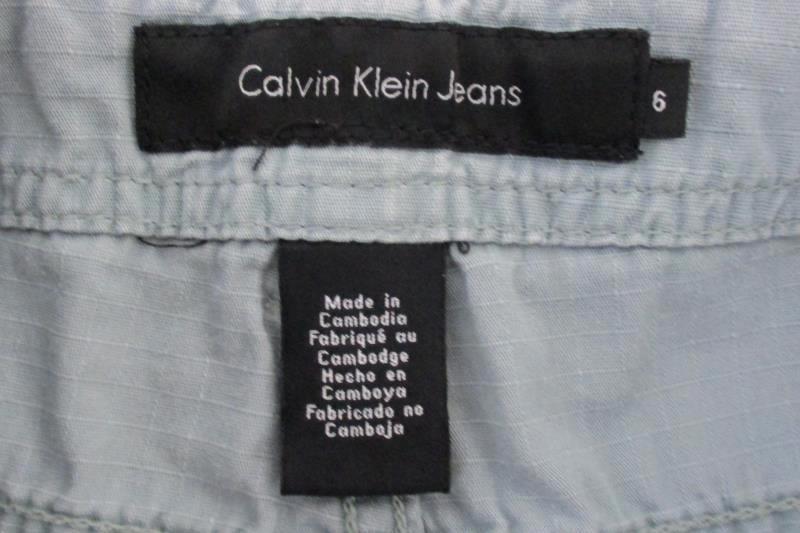 Calvin Klein Jeans
6
Made in
Cambodia
Fabriqué au
Cambodge
Hecho en
Camboya
Fabricado no
Camboja